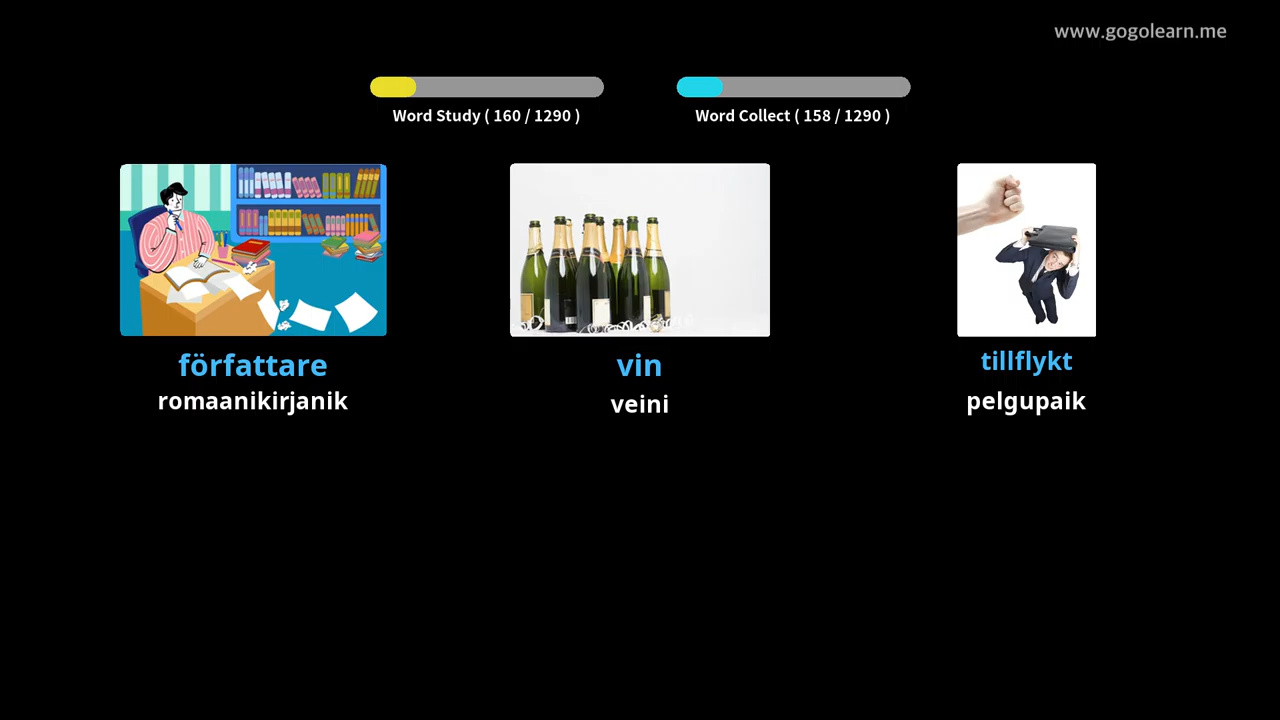 www.gogolearn.me
Word Study ( 160 / 1290 )
Word Collect ( 158 / 1290 )
författare
romaanikirjanik
vin
veini
tillflykt
pelgupaik